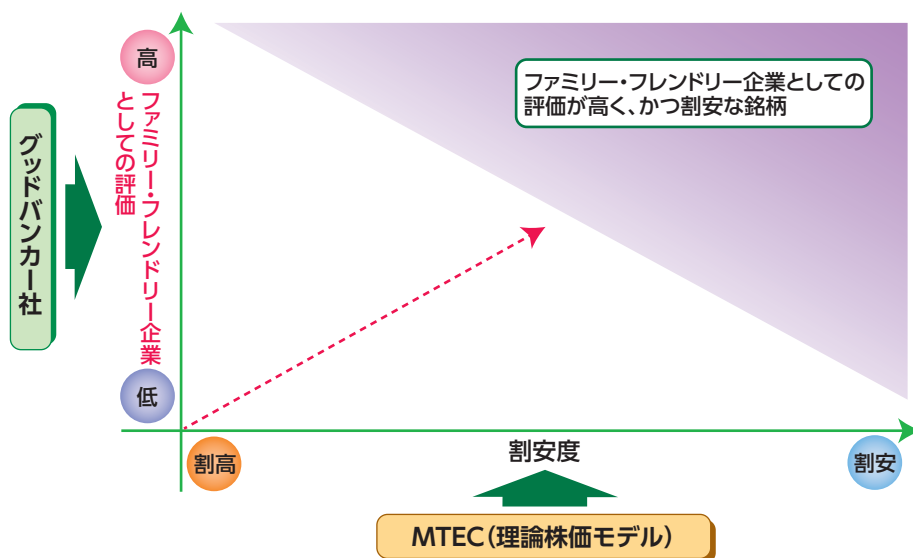 高
ファミリー・フレンドリー企業としての
評価が高く、かつ割安な銘柄
グッドバンカー社
ファミリー・フレンドリー企業
としての評価
低
割高
割安度
割安
MTEC(理論株価モデル)